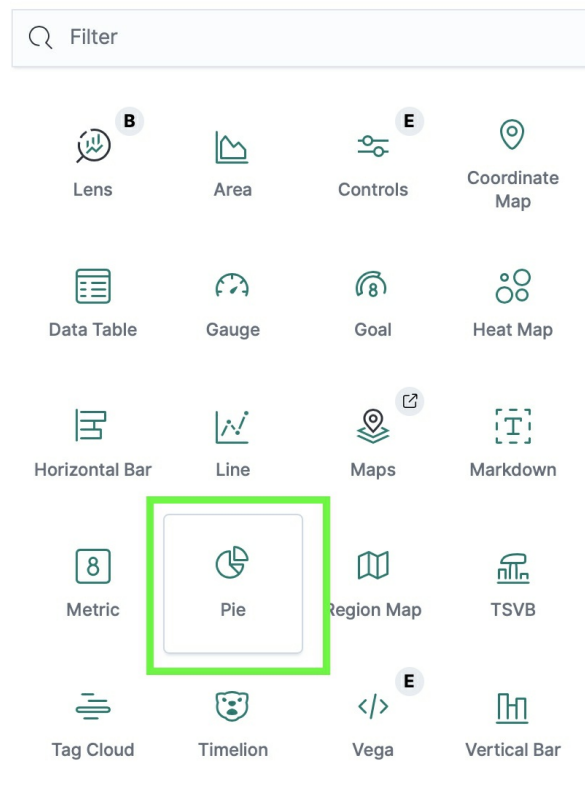 Filter
B
E
Lens
Area
Controls
Coordinate
Map
8
Data Table
Gauge
Goal
Heat Map
T
Horizontal Bar
Line
Maps
Markdown
8
Metric
Pie
Region Map
TSVB
E
Tag Cloud
Timelion
Vega
Vertical Bar